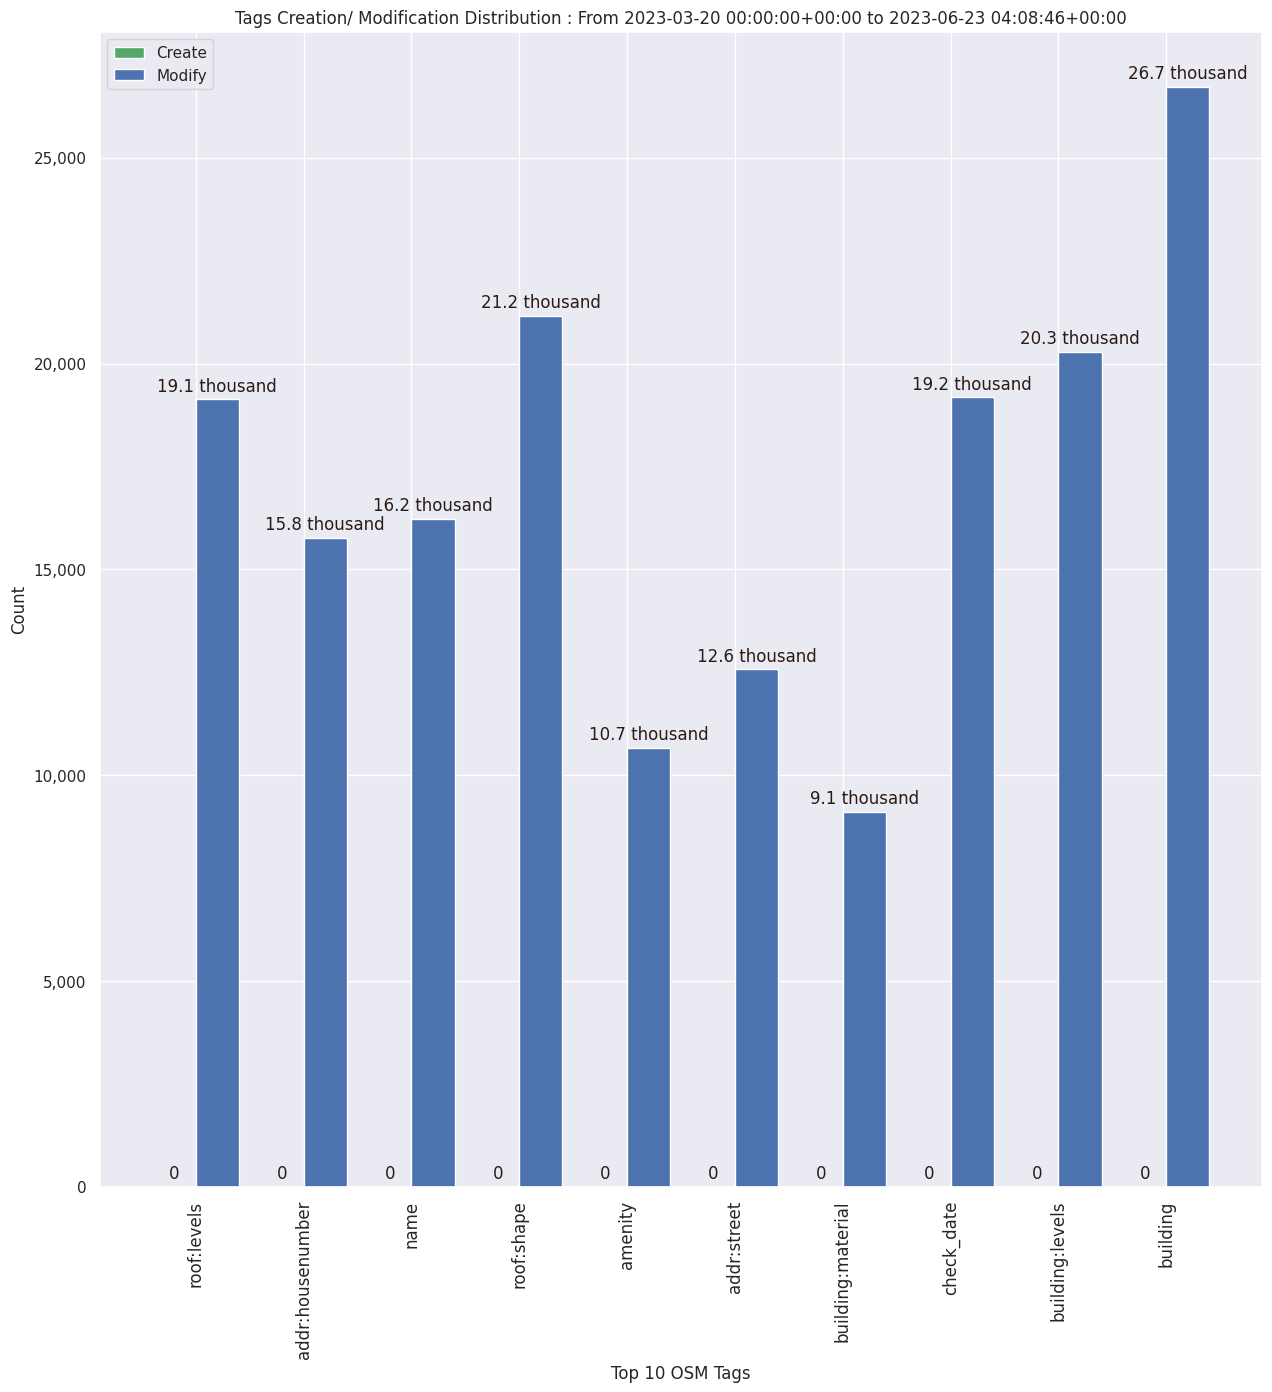 Tags Creation/ Modification Distribution : From 2023-03-20 00:00:00+00:00 to 2023-06-23 04:08:46+00:00
Create
Modify
26.7 thousand
25,000
21.2 thousand
20.3 thousand
20,000
19.1 thousand
19.2 thousand
16.2 thousand
15.8 thousand
15,000
Count
12.6 thousand
10.7 thousand
10,000
9.1 thousand
5,000
0
0 0 0 0 0 0 0 0 0 0
roof:levels
addr:housenumber
name
roof:shape
amenity
addr:street
building:material
check_date
building:levels
building
Top 10 OSM Tags